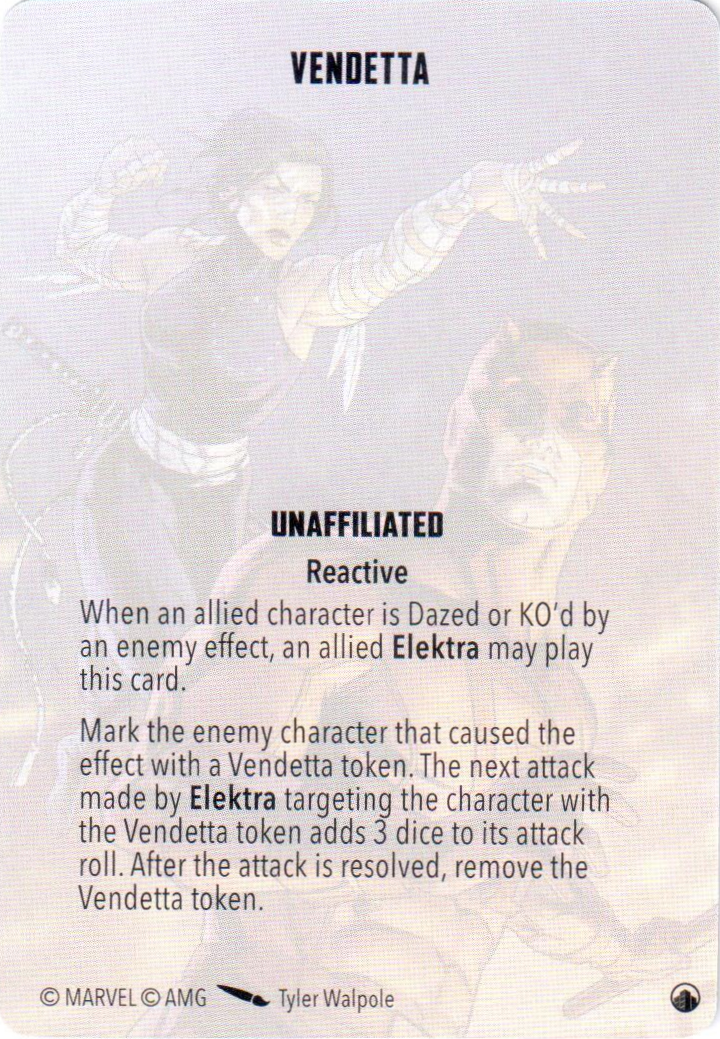 VENDETTA
UNAFFILIATED
Reactive
When an allied character is Dazed or KO'd by
an enemy effect, an allied Elektra may play
this card.
Mark the enemy character that caused the
effect with a Vendetta token. The next attack
made by Elektra targeting the character with
the Vendetta token adds 3 dice to its attack
roll. After the attack is resolved, remove the
Vendetta token.
© MARVEL © AMG Tyler Walpole